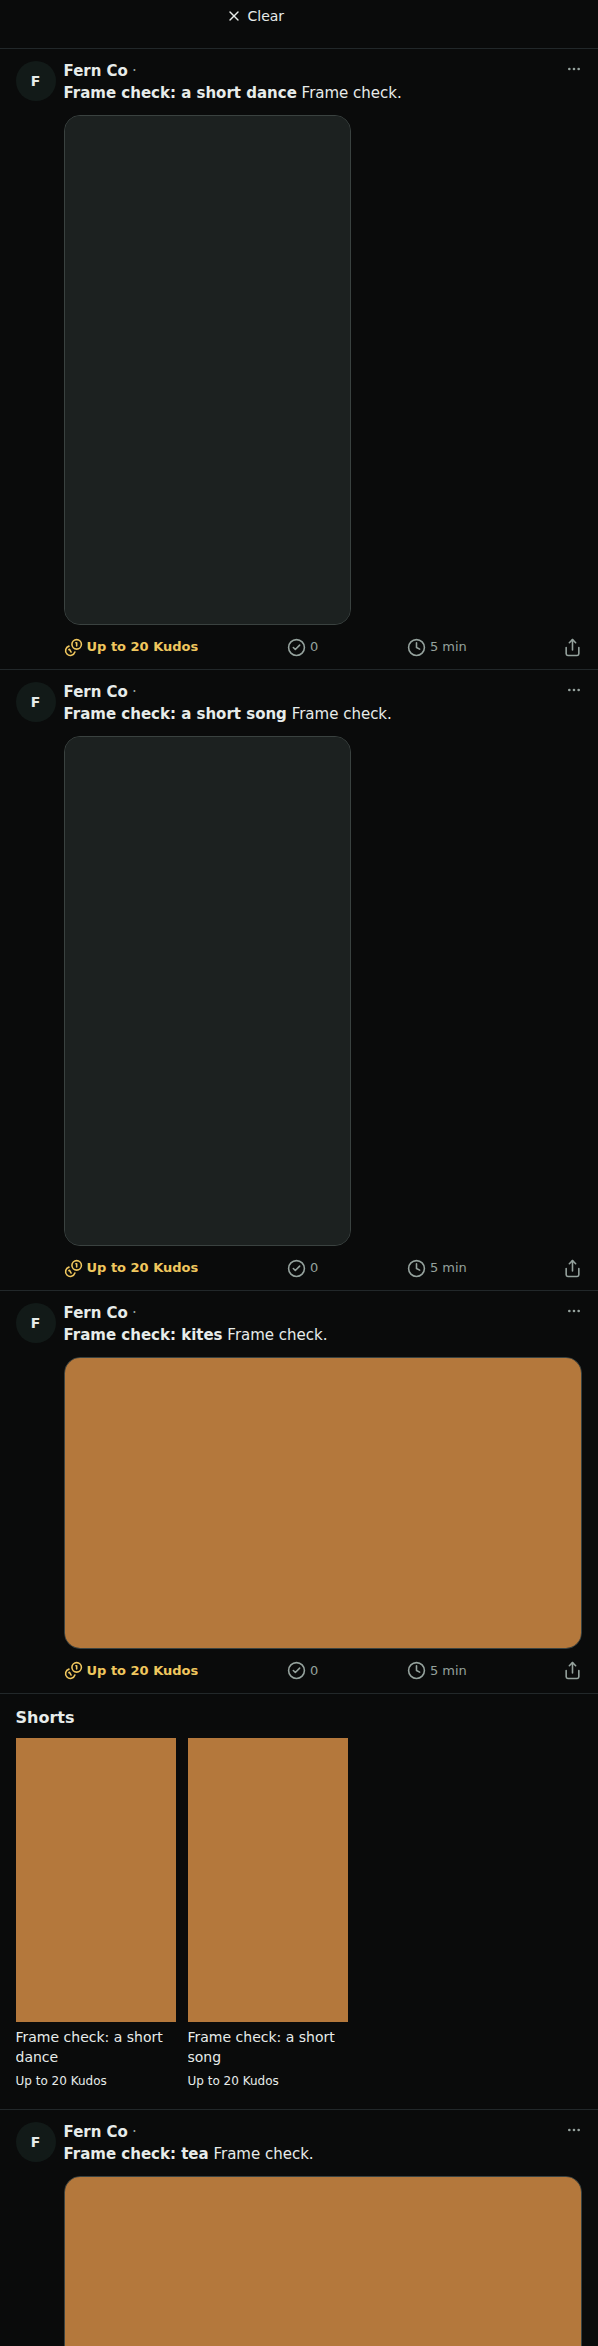 Clear
F
Fern Co ·
Frame check: a short dance Frame check.
Up to 20 Kudos
0
5 min
F
Fern Co ·
Frame check: a short song Frame check.
Up to 20 Kudos
0
5 min
F
Fern Co ·
Frame check: kites Frame check.
Up to 20 Kudos
0
5 min
Shorts
Frame check: a short
dance
Up to 20 Kudos
Frame check: a short
song
Up to 20 Kudos
F
Fern Co ·
Frame check: tea Frame check.